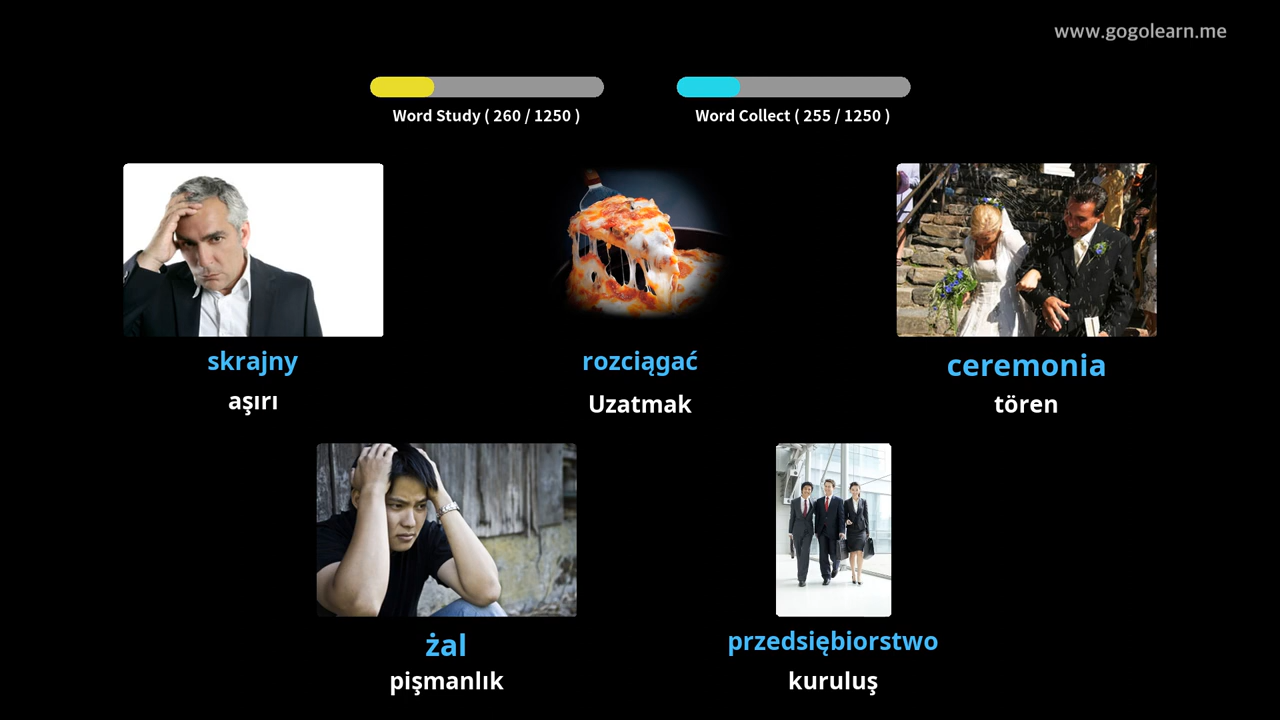 www.gogolearn.me
Word Study ( 260 / 1250 )
Word Collect ( 255 / 1250 )
skrajny
aşırı
rozciągać
Uzatmak
ceremonia
tören
żal
pişmanlık
przedsiębiorstwo
kuruluş